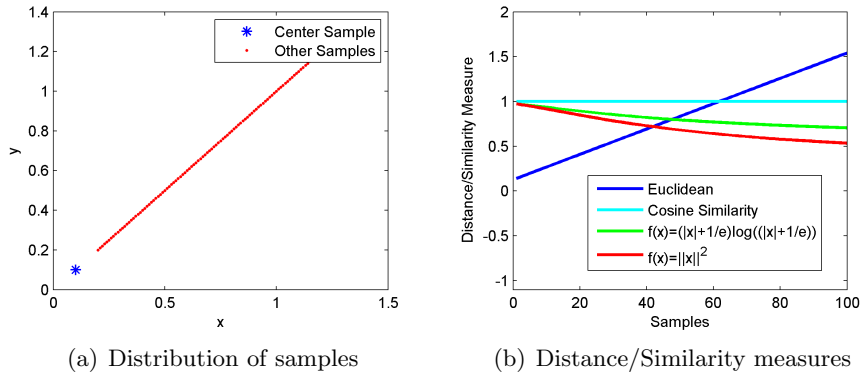 1.4
1.2
1
0.8
0.6
0.4
0.2
0
y
Center Sample
Other Samples
0
0.5
1
1.5
x
(a) Distribution of samples
2
1.5
1
0.5
0
-0.5
-1
Distance/Similarity Measure
Euclidean
Cosine Similarity
f(x)=(|x|+1/e)log((|x|+1/e))
f(x)=||x||²
0
20
40
60
80
100
Samples
(b) Distance/Similarity measures